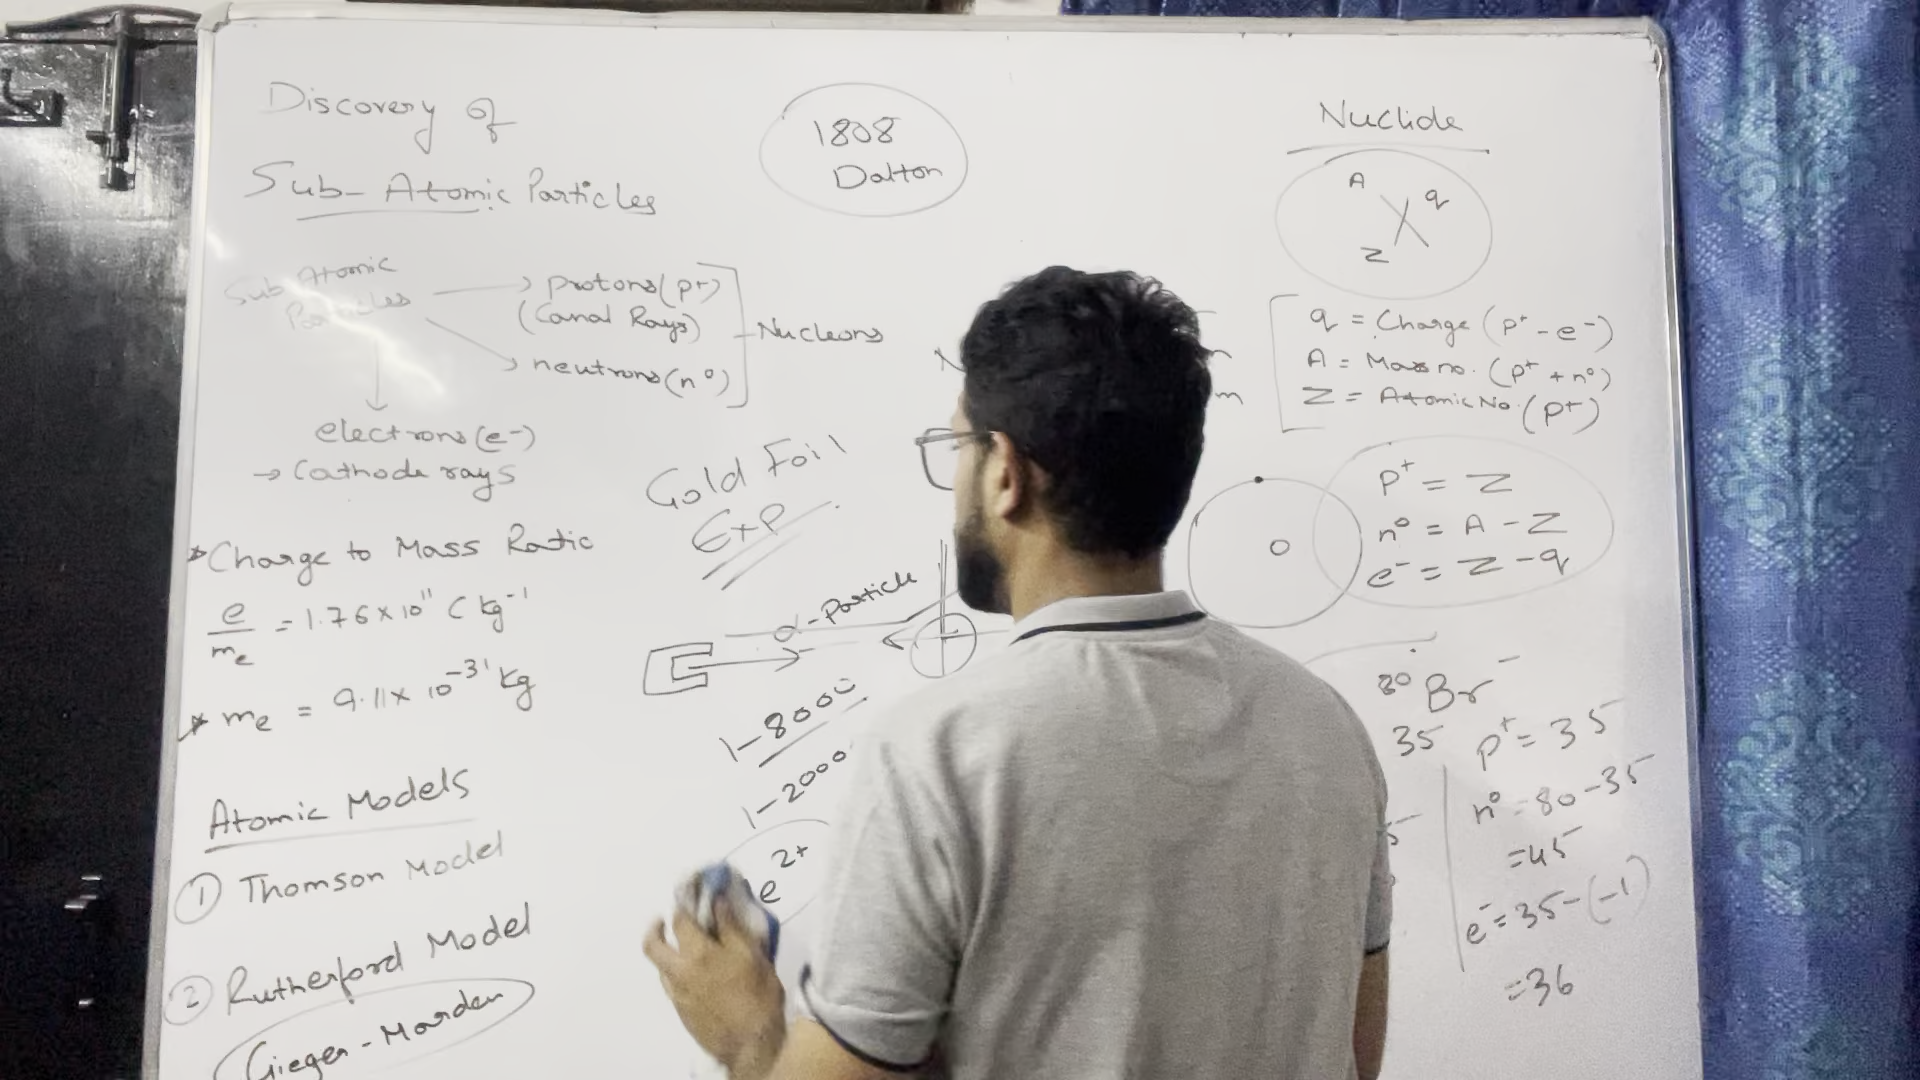 Discovery of
Sub-Atomic Particles
Sub Atomic
Particles
protons (p+)
(Canal Rays)
neutrons (n°)
Nucleons
electrons (e-)
→ Cathode rays
* Charge to Mass Ratio
e/me = 1.76 × 10^11 C kg^-1
* me = 9.11 × 10^-31 kg
Atomic Models
① Thomson Model
② Rutherford Model
Gieger - Marsden
1808
Dalton
Gold Foil
Exp
α-Particle
1-8000
1-2000
e 2+
Nuclide
A X q
Z
q = Charge (p+ - e-)
A = Mass no. (p+ + n°)
Z = Atomic No. (p+)
p+ = Z
n° = A - Z
e- = Z - q
80 Br -
35
p+ = 35
n° = 80 - 35
= 45
e- = 35 - (-1)
= 36